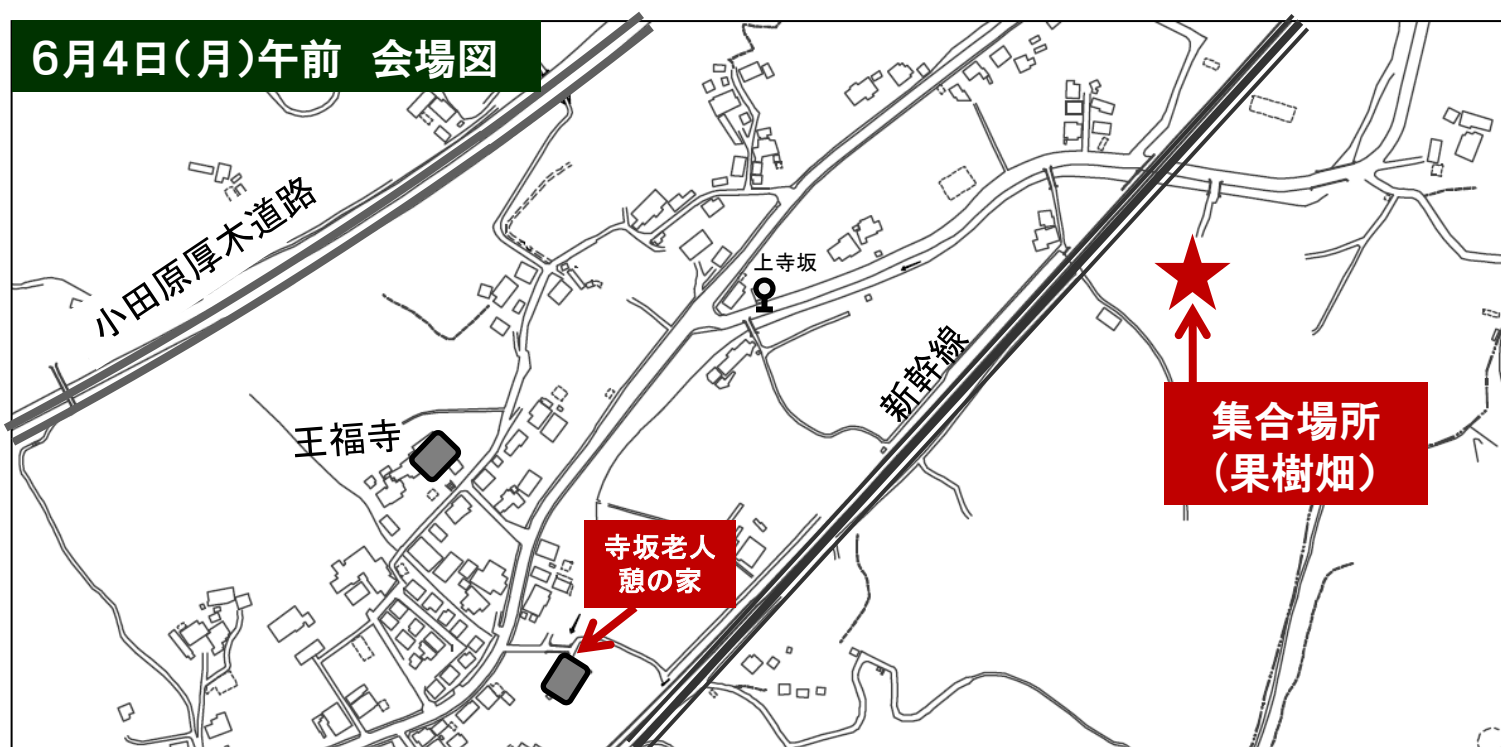 6月4日(月)午前　会場図
小田原厚木道路
上寺坂
新幹線
王福寺
集合場所
(果樹畑)
寺坂老人
憩の家